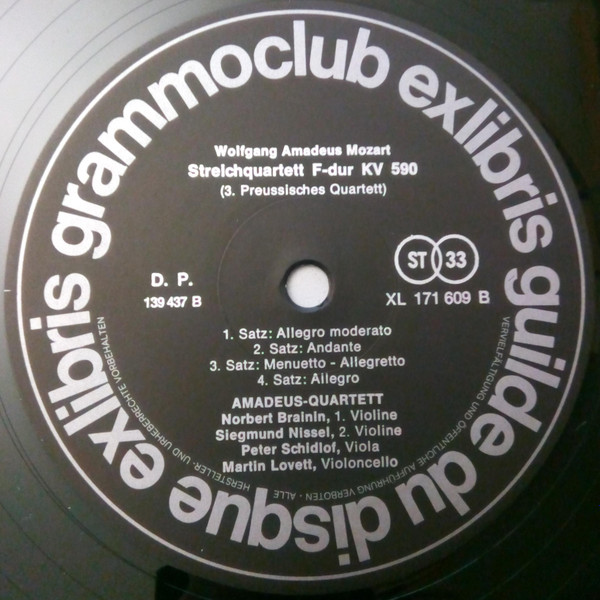 exlibris grammoclub exlibris guilde du disque
Wolfgang Amadeus Mozart
Streichquartett F-dur KV 590
(3. Preussisches Quartett)
D. P.
139 437 B
ST 33
XL 171 609 B
1. Satz: Allegro moderato
2. Satz: Andante
3. Satz: Menuetto - Allegretto
4. Satz: Allegro
AMADEUS-QUARTETT
Norbert Brainin, 1. Violine
Siegmund Nissel, 2. Violine
Peter Schidlof, Viola
Martin Lovett, Violoncello
VERVIELFÄLTIGUNG UND ÖFFENTLICHE AUFFÜHRUNG VERBOTEN - ALLE HERSTELLER- UND URHEBERRECHTE VORBEHALTEN